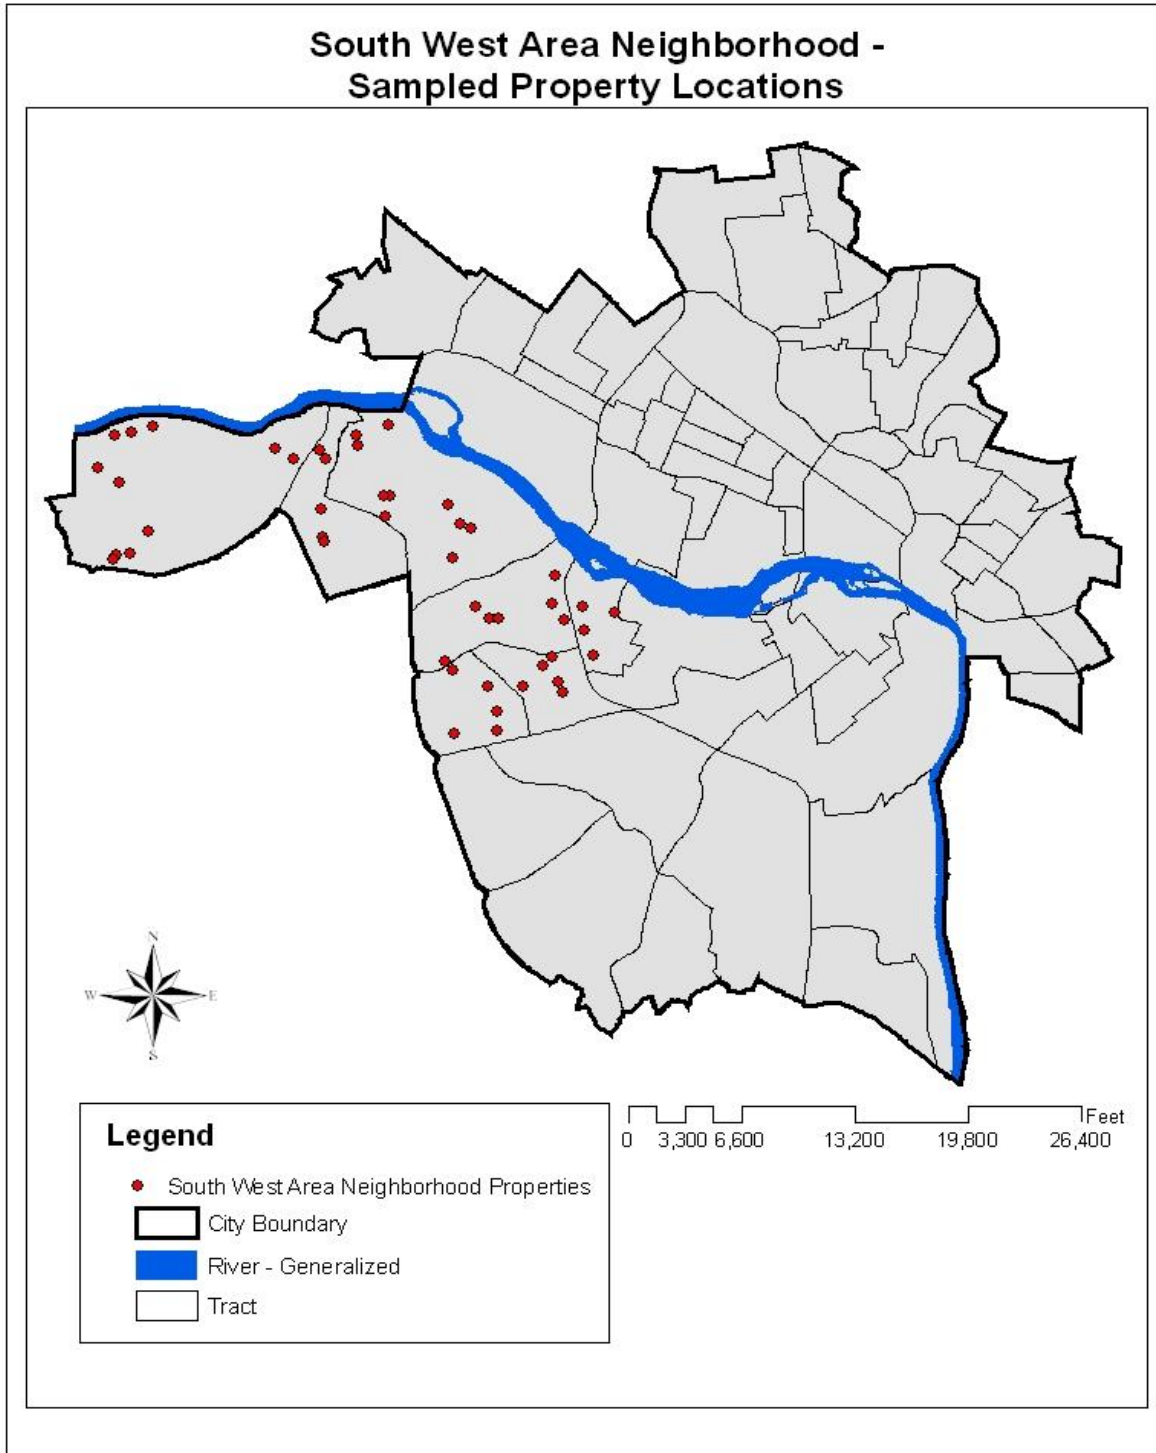 South West Area Neighborhood -
Sampled Property Locations
N
W E
S
Legend
South West Area Neighborhood Properties
City Boundary
River - Generalized
Tract
Feet
0 3,300 6,600 13,200 19,800 26,400